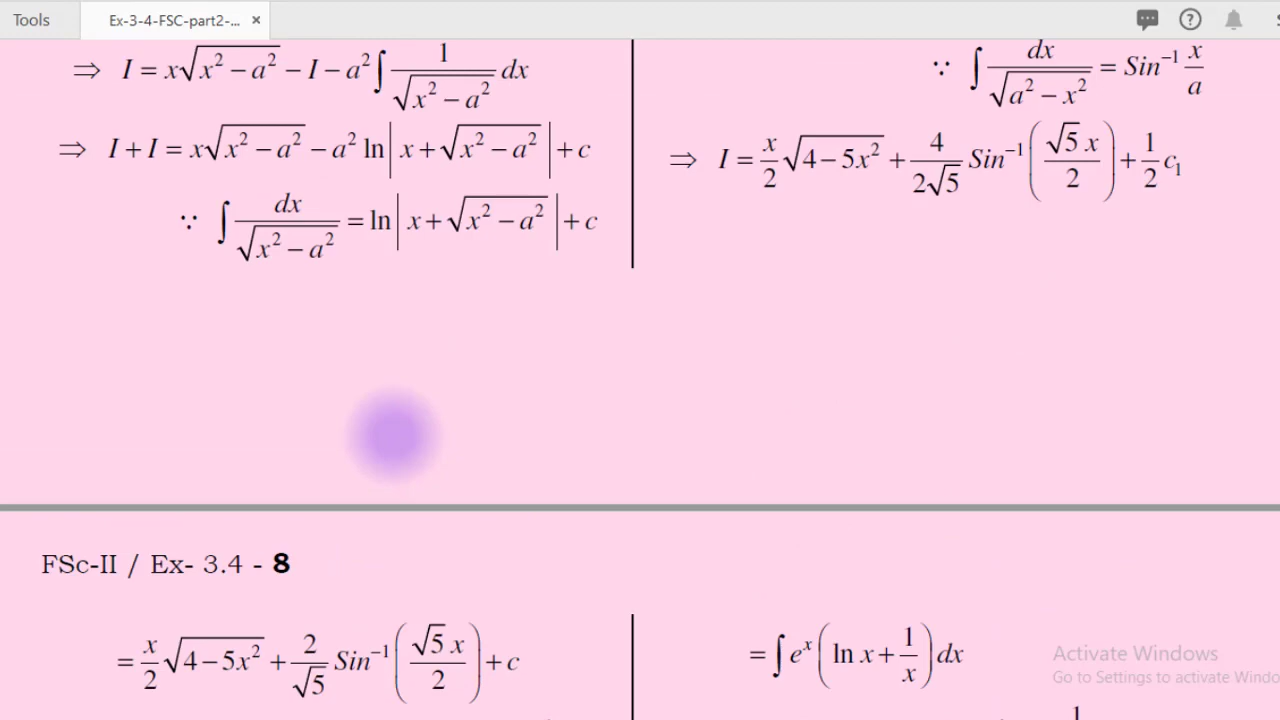 Tools
Ex-3-4-FSC-part2-... ×
⇒ I = x√(x² − a²) − I − a² ∫ 1/√(x² − a²) dx
⇒ I + I = x√(x² − a²) − a² ln| x + √(x² − a²) | + c
∵ ∫ dx/√(x² − a²) = ln| x + √(x² − a²) | + c
∵ ∫ dx/√(a² − x²) = Sin⁻¹ x/a
⇒ I = x/2 √(4 − 5x²) + 4/(2√5) Sin⁻¹(√5 x/2) + 1/2 c₁
FSc-II / Ex- 3.4 - 8
= x/2 √(4 − 5x²) + 2/√5 Sin⁻¹(√5 x/2) + c
= ∫ eˣ (ln x + 1/x) dx
1
Activate Windows
Go to Settings to activate Windo